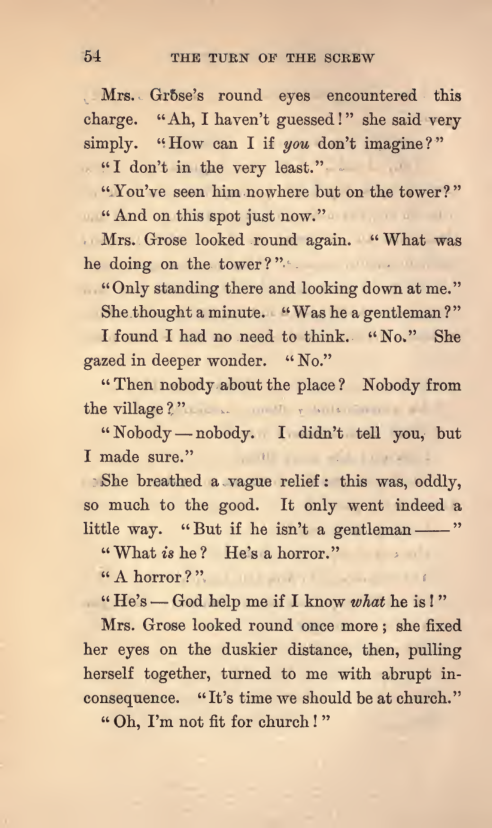 54 THE TURN OF THE SCREW
Mrs. Grose's round eyes encountered this
charge. "Ah, I haven't guessed!" she said very
simply. "How can I if you don't imagine?"
"I don't in the very least."
"You've seen him nowhere but on the tower?"
"And on this spot just now."
Mrs. Grose looked round again. "What was
he doing on the tower?"
"Only standing there and looking down at me."
She thought a minute. "Was he a gentleman?"
I found I had no need to think. "No." She
gazed in deeper wonder. "No."
"Then nobody about the place? Nobody from
the village?"
"Nobody — nobody. I didn't tell you, but
I made sure."
She breathed a vague relief: this was, oddly,
so much to the good. It only went indeed a
little way. "But if he isn't a gentleman ——"
"What is he? He's a horror."
"A horror?"
"He's — God help me if I know what he is!"
Mrs. Grose looked round once more; she fixed
her eyes on the duskier distance, then, pulling
herself together, turned to me with abrupt in-
consequence. "It's time we should be at church."
"Oh, I'm not fit for church!"